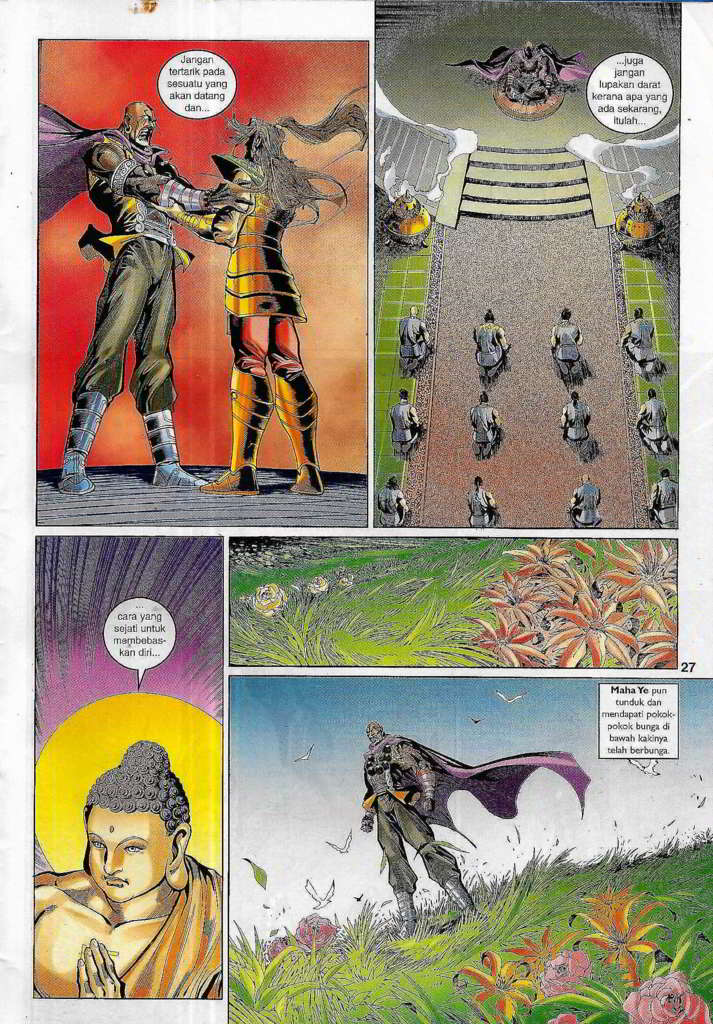 Jangan
tertarik pada
sesuatu yang
akan datang
dan...
...juga
jangan
lupakan darat
kerana apa yang
ada sekarang,
itulah...
...
cara yang
sejati untuk
membebas-
kan diri...
27
Maha Ye pun
tunduk dan
mendapati pokok-
pokok bunga di
bawah kakinya
telah berbunga.